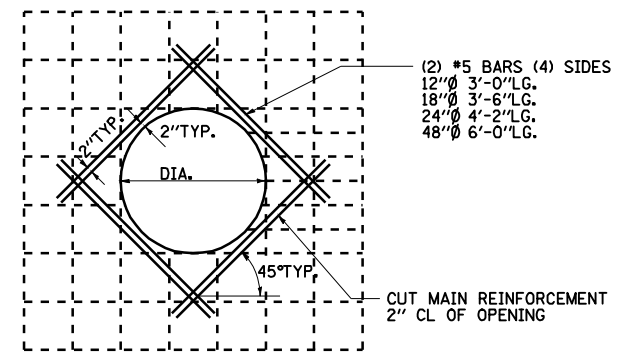 (2) #5 BARS (4) SIDES
12"Ø 3'-0"LG.
18"Ø 3'-6"LG.
24"Ø 4'-2"LG.
48"Ø 6'-0"LG.
2"TYP.
2"TYP.
DIA.
45°TYP.
CUT MAIN REINFORCEMENT
2" CL OF OPENING